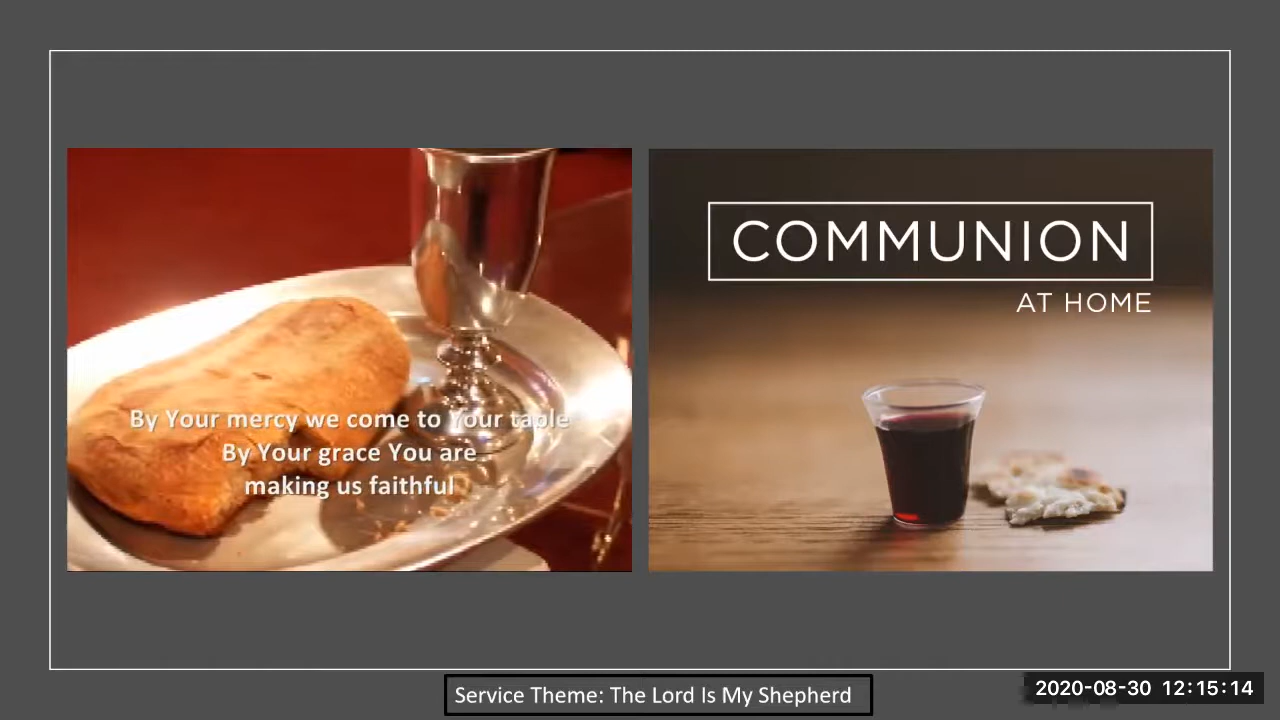 By Your mercy we come to Your table
By Your grace You are
making us faithful
COMMUNION
AT HOME
Service Theme: The Lord Is My Shepherd
2020-08-30 12:15:14